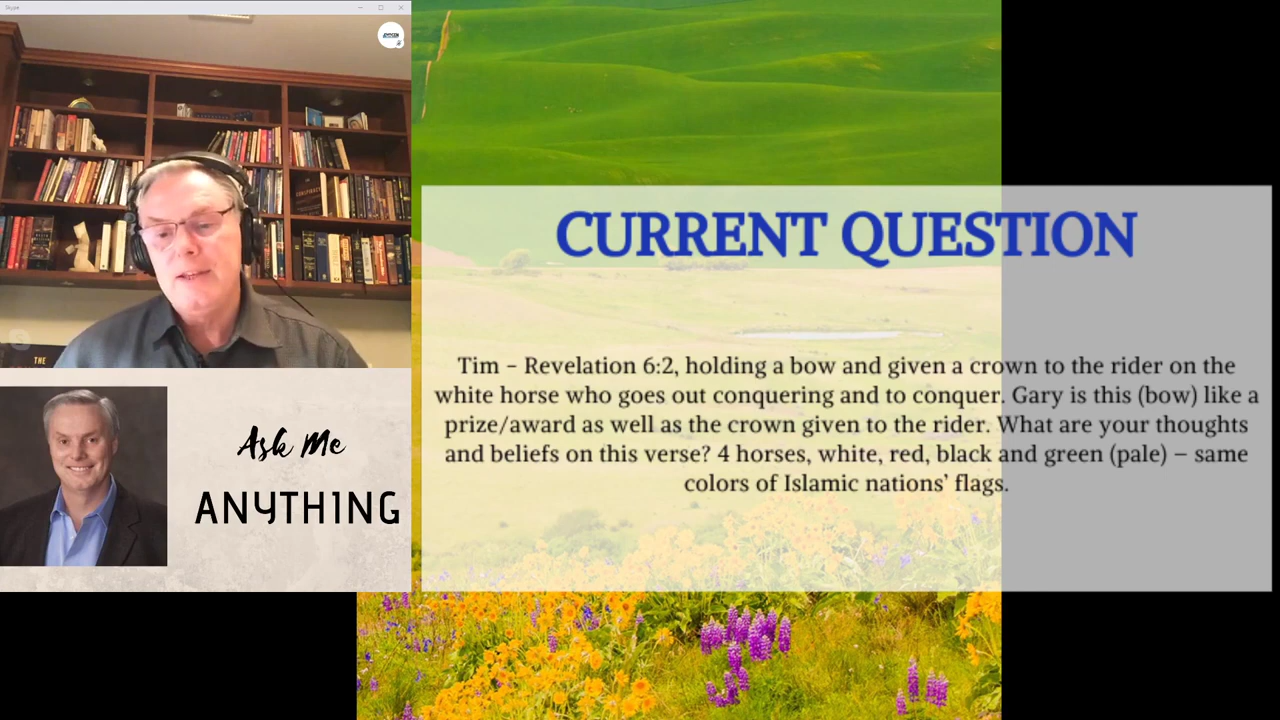 Skype
CONSPIRACY
THE
Ask Me
ANYTHING
CURRENT QUESTION
Tim – Revelation 6:2, holding a bow and given a crown to the rider on the
white horse who goes out conquering and to conquer. Gary is this (bow) like a
prize/award as well as the crown given to the rider. What are your thoughts
and beliefs on this verse? 4 horses, white, red, black and green (pale) – same
colors of Islamic nations’ flags.